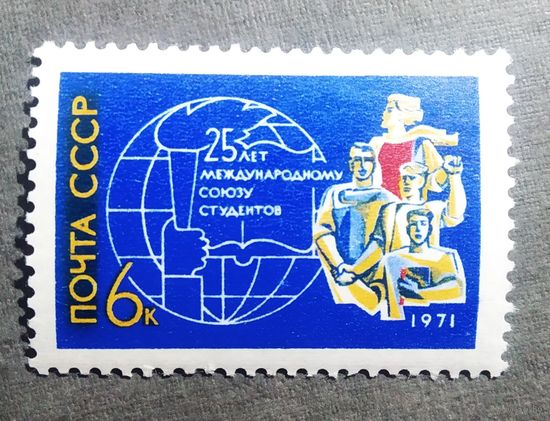 ПОЧТА СССР
6к
25 ЛЕТ
МЕЖДУНАРОДНОМУ
СОЮЗУ
СТУДЕНТОВ
1971